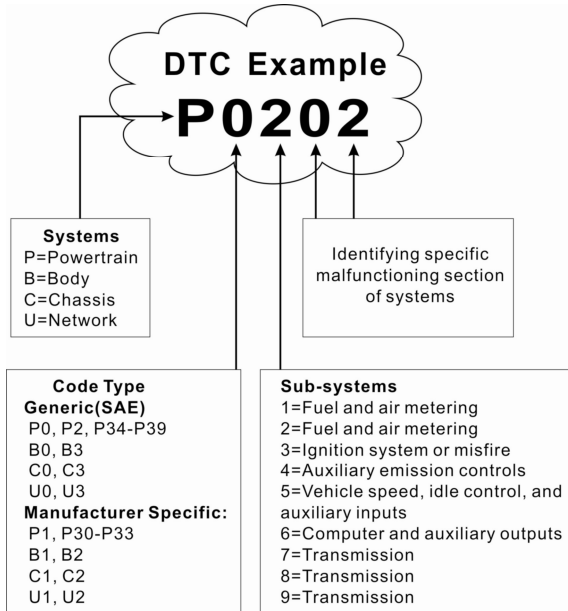 DTC Example
P0202
Systems
P=Powertrain
B=Body
C=Chassis
U=Network
Identifying specific
malfunctioning section
of systems
Code Type
Generic(SAE)
P0, P2, P34-P39
B0, B3
C0, C3
U0, U3
Manufacturer Specific:
P1, P30-P33
B1, B2
C1, C2
U1, U2
Sub-systems
1=Fuel and air metering
2=Fuel and air metering
3=Ignition system or misfire
4=Auxiliary emission controls
5=Vehicle speed, idle control, and
auxiliary inputs
6=Computer and auxiliary outputs
7=Transmission
8=Transmission
9=Transmission